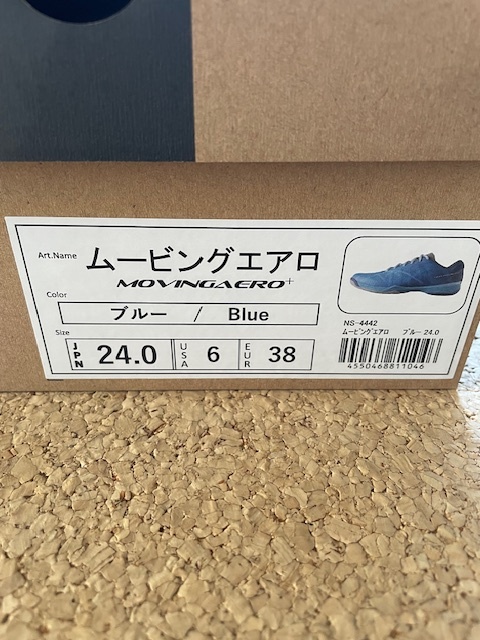 Art.Name ムービングエアロ
MOVINGAERO+
Color
ブルー / Blue
Size
JPN 24.0 USA 6 EUR 38
NS-4442
ムービングエアロ ブルー 24.0
4550468811046